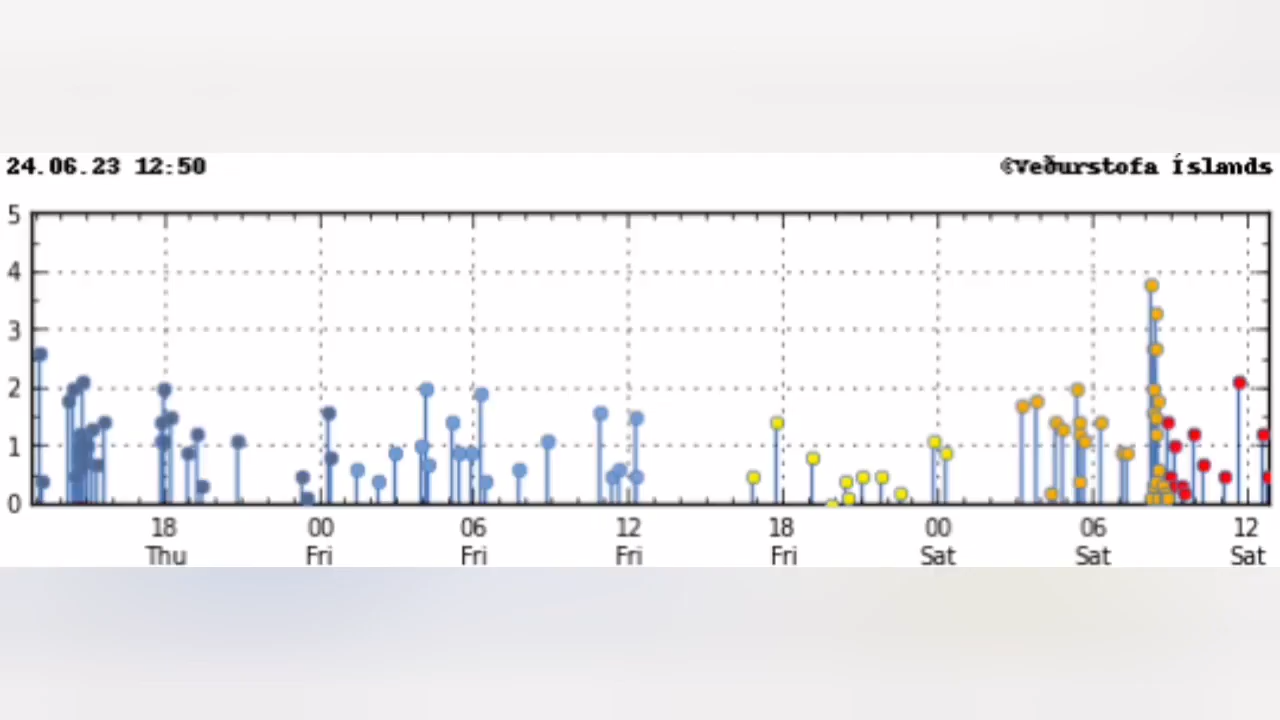 24.06.23 12:50 ©Veðurstofa Íslands
5
4
3
2
1
0
18 00 06 12 18 00 06 12
Thu Fri Fri Fri Fri Sat Sat Sat